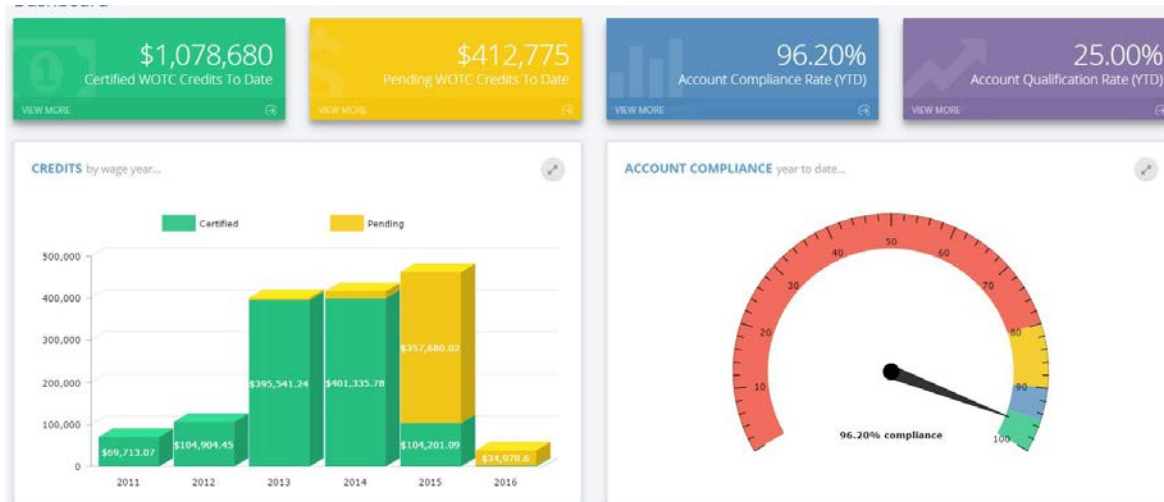 $1,078,680
Certified WOTC Credits To Date
VIEW MORE
$412,775
Pending WOTC Credits To Date
VIEW MORE
96.20%
Account Compliance Rate (YTD)
VIEW MORE
25.00%
Account Qualification Rate (YTD)
VIEW MORE
CREDITS by wage year...
Certified
Pending
500,000
400,000
300,000
200,000
100,000
0
$69,713.07
$104,904.45
$395,541.24
$401,335.78
$357,680.02
$104,201.09
$34,970.6
2011
2012
2013
2014
2015
2016
ACCOUNT COMPLIANCE year to date...
10
20
30
40
50
60
70
80
90
100
96.20% compliance